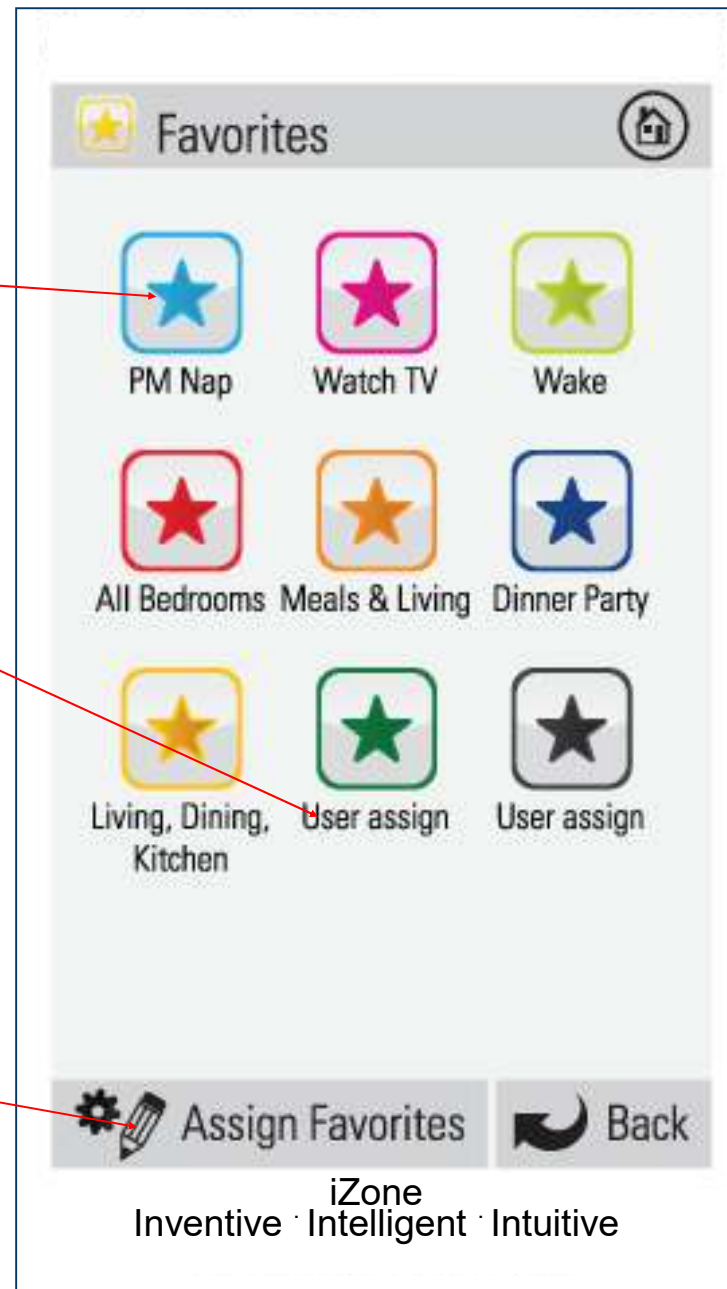 Favorites
PM Nap Watch TV Wake
All Bedrooms Meals & Living Dinner Party
Living, Dining, User assign User assign
Kitchen
Assign Favorites Back
iZone
Inventive · Intelligent · Intuitive